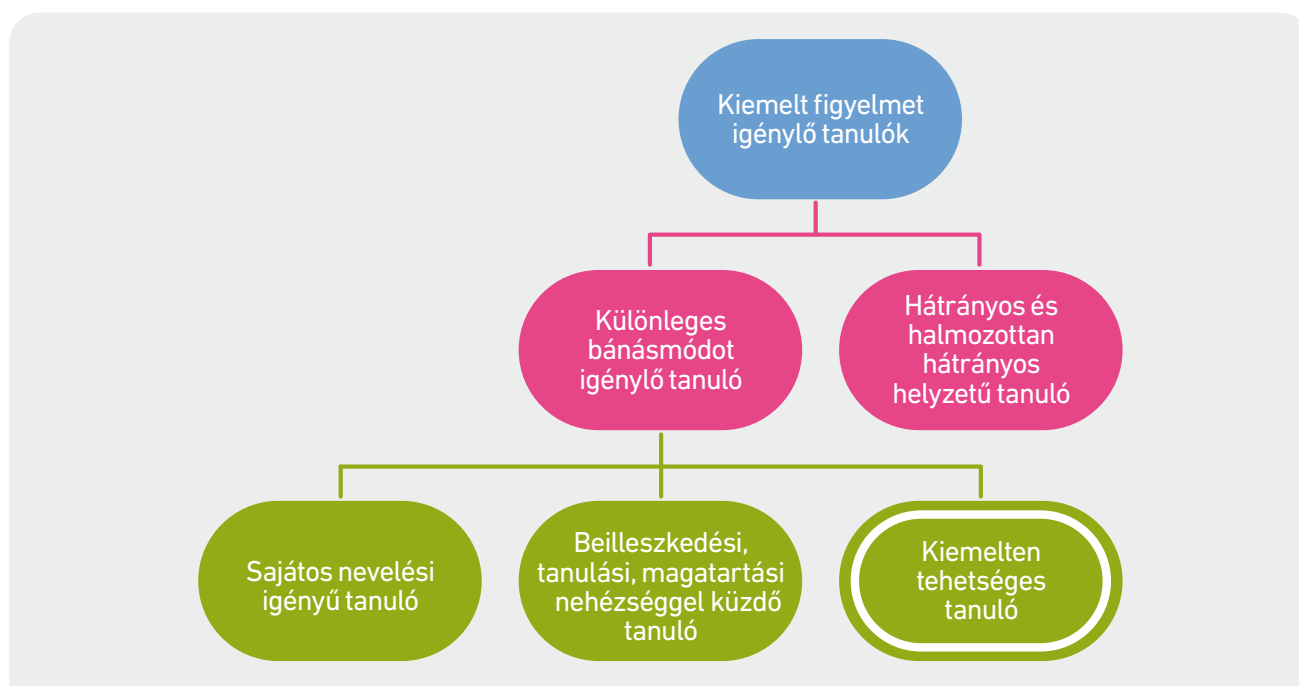 Kiemelt figyelmet
igénylő tanulók
Különleges
bánásmódot
igénylő tanuló
Hátrányos és
halmozottan
hátrányos
helyzetű tanuló
Sajátos nevelési
igényű tanuló
Beilleszkedési,
tanulási, magatartási
nehézséggel küzdő
tanuló
Kiemelten
tehetséges
tanuló